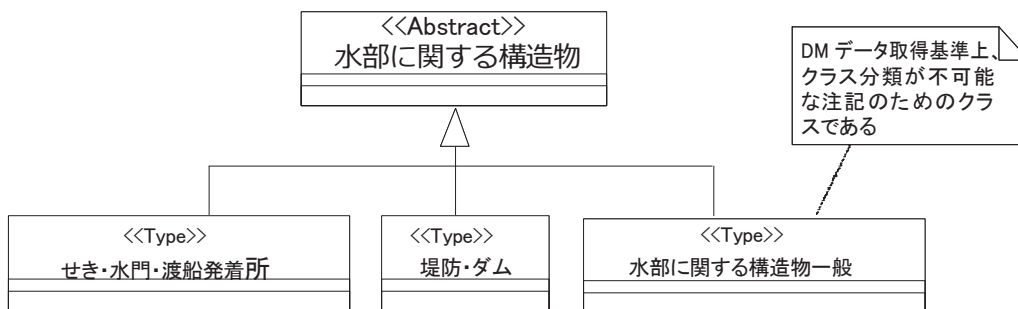 <<Abstract>>
水部に関する構造物
DM データ取得基準上、
クラス分類が不可能
な注記のためのクラ
スである
<<Type>>
せき・水門・渡船発着所
<<Type>>
堤防・ダム
<<Type>>
水部に関する構造物一般